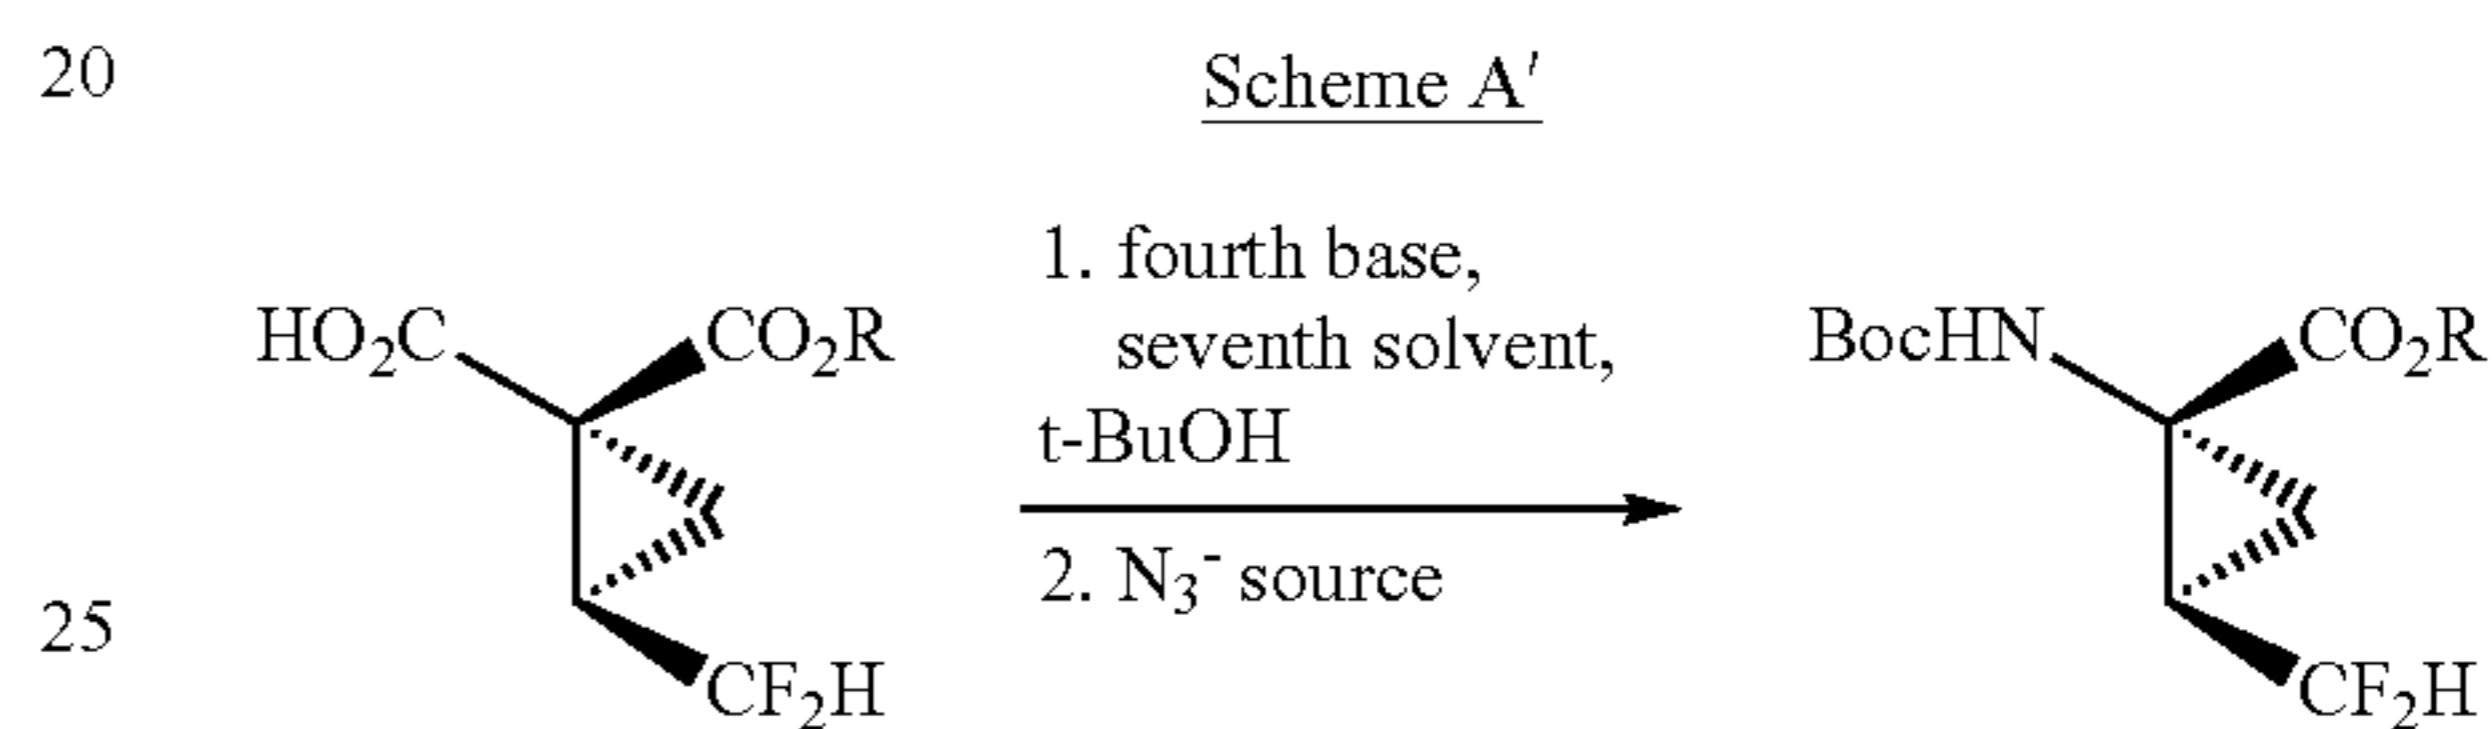 20
Scheme A′
1. fourth base,
seventh solvent,
HO₂C CO₂R BocHN CO₂R
t-BuOH
2. N₃⁻ source
25
CF₂H CF₂H